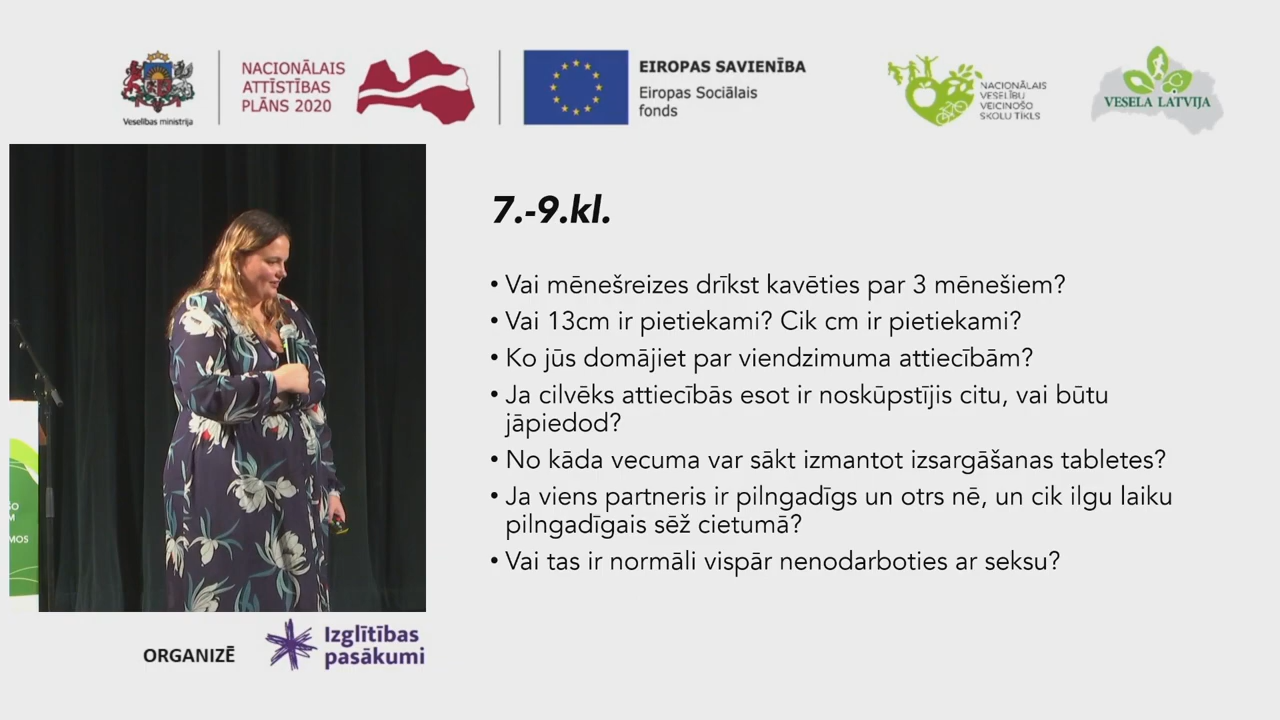 Veselības ministrija
NACIONĀLAIS
ATTĪSTĪBAS
PLĀNS 2020
EIROPAS SAVIENĪBA
Eiropas Sociālais
fonds
NACIONĀLAIS
VESELĪBU
VEICINOŠO
SKOLU TĪKLS
VESELA LATVIJA
7.-9.kl.
• Vai mēnešreizes drīkst kavēties par 3 mēnešiem?
• Vai 13cm ir pietiekami? Cik cm ir pietiekami?
• Ko jūs domājiet par viendzimuma attiecībām?
• Ja cilvēks attiecībās esot ir noskūpstījis citu, vai būtu
jāpiedod?
• No kāda vecuma var sākt izmantot izsargāšanas tabletes?
• Ja viens partneris ir pilngadīgs un otrs nē, un cik ilgu laiku
pilngadīgais sēž cietumā?
• Vai tas ir normāli vispār nenodarboties ar seksu?
ORGANIZĒ
Izglītības
pasākumi